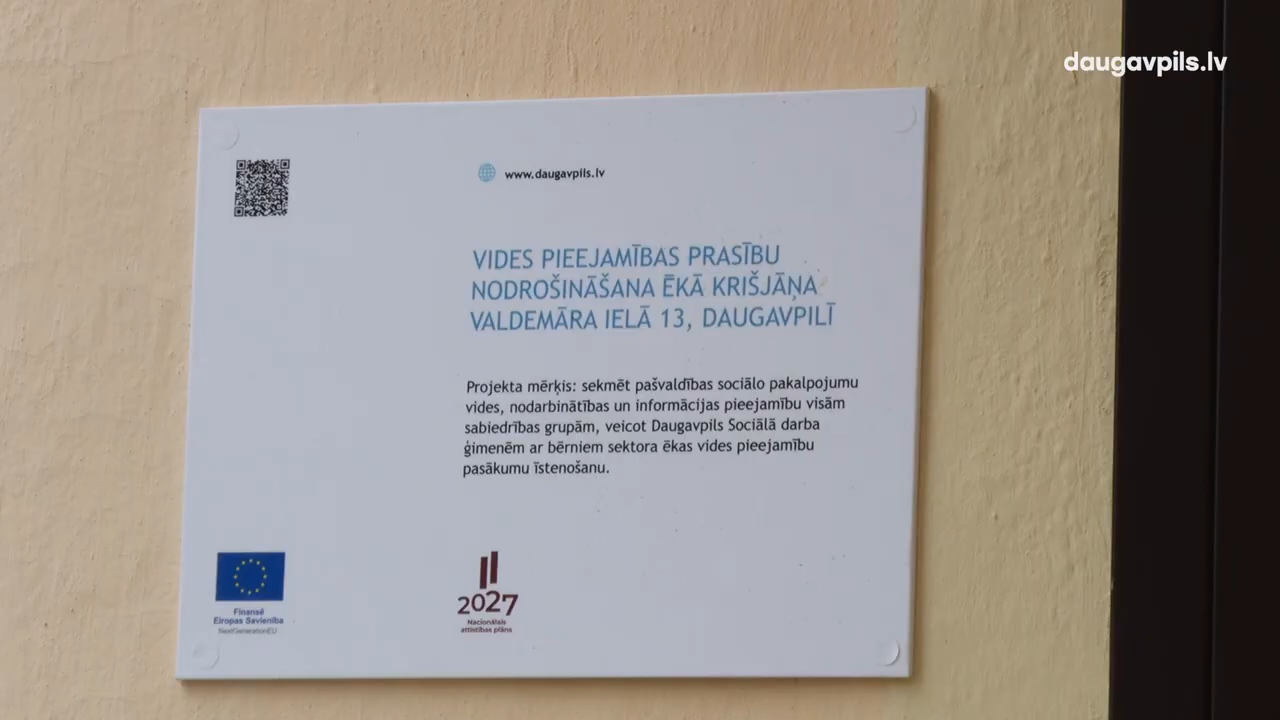 daugavpils.lv
www.daugavpils.lv
VIDES PIEEJAMĪBAS PRASĪBU
NODROŠINĀŠANA ĒKĀ KRIŠJĀŅA
VALDEMĀRA IELĀ 13, DAUGAVPILĪ
Projekta mērķis: sekmēt pašvaldības sociālo pakalpojumu
vides, nodarbinātības un informācijas pieejamību visām
sabiedrības grupām, veicot Daugavpils Sociālā darba
ģimenēm ar bērniem sektora ēkas vides pieejamību
pasākumu īstenošanu.
Finansē
Eiropas Savienība
NextGenerationEU
2027
Nacionālais
attīstības plāns